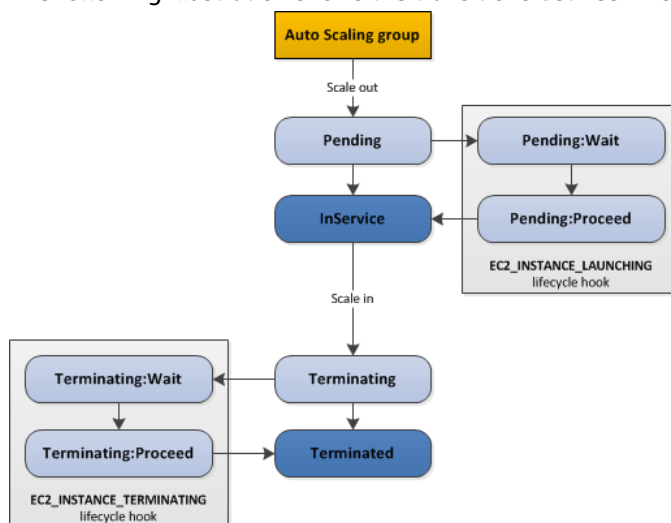 Auto Scaling group
Scale out
Pending
Pending:Wait
InService
Pending:Proceed
EC2_INSTANCE_LAUNCHING
lifecycle hook
Scale in
Terminating:Wait
Terminating
Terminating:Proceed
Terminated
EC2_INSTANCE_TERMINATING
lifecycle hook